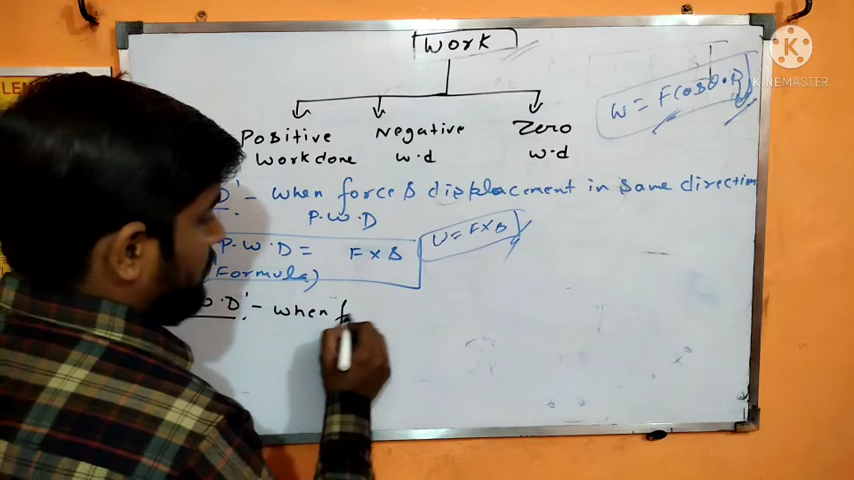 Work
W = F cosθ.D
KINEMASTER
Positive
Work done
Negative
w.d
Zero
w.d
D:- when force & displacement in same direction
P.W.D
P.W.D = F x S
Formula)
= F x S
.D:- when f